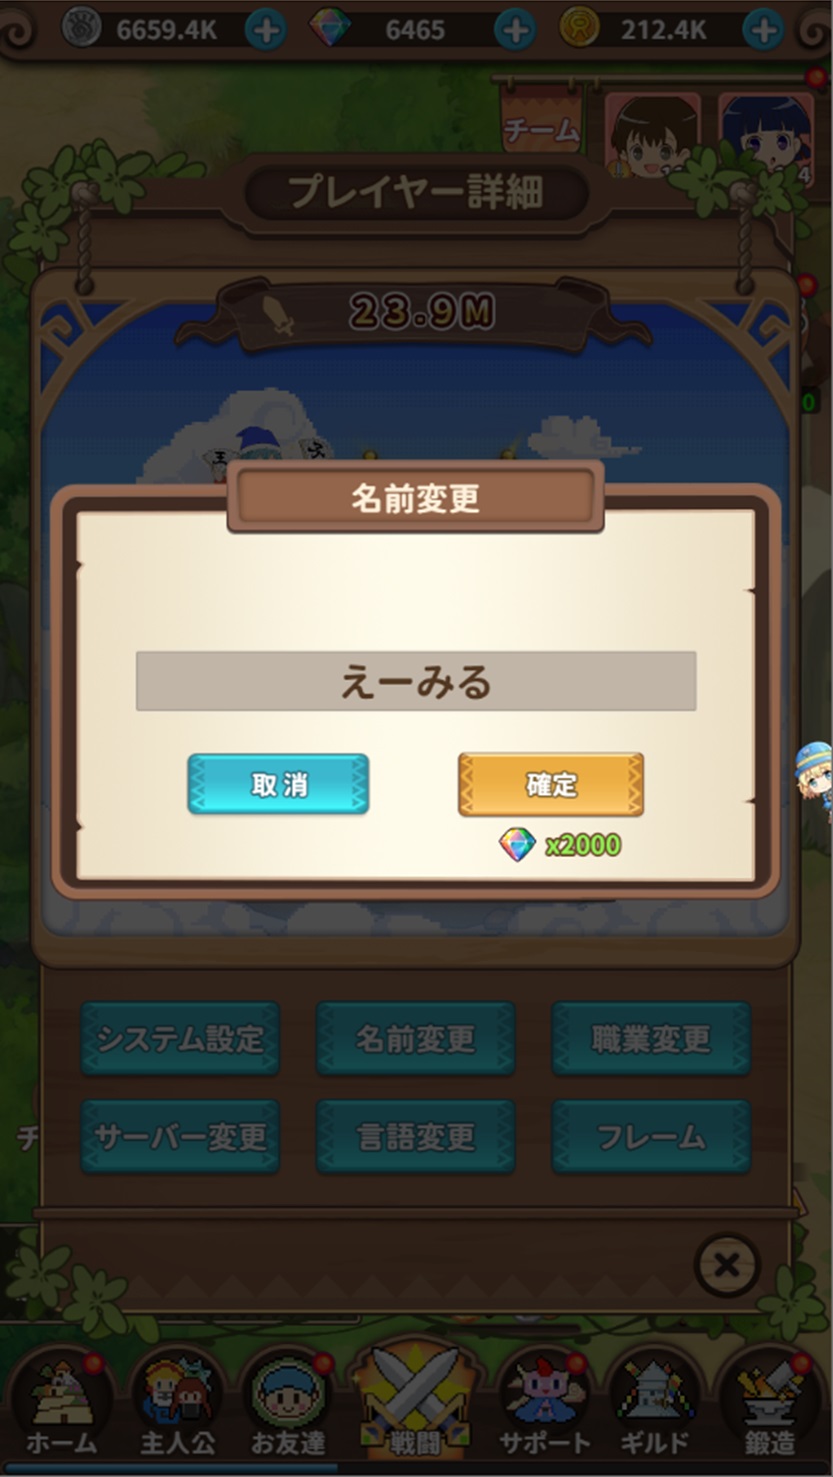 6659.4K 6465 212.4K
チーム
4
プレイヤー詳細
23.9M
王
0
名前変更
えーみる
取消 確定
x2000
システム設定 名前変更 職業変更
チ
サーバー変更 言語変更 フレーム
ホーム 主人公 お友達 戦闘 サポート ギルド 鍛造